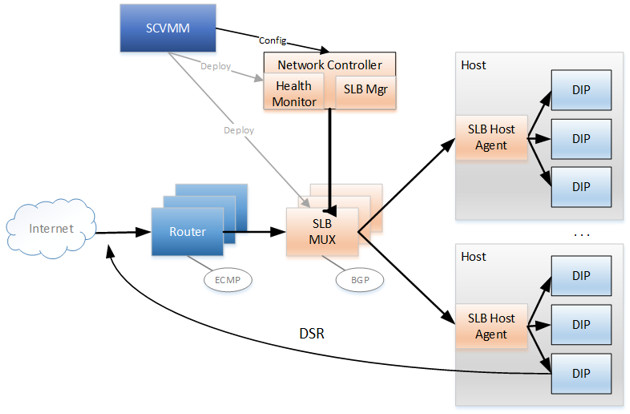 SCVMM
Config
Network Controller
Deploy
Health
Monitor
SLB Mgr
Deploy
Host
DIP
SLB Host
Agent
DIP
DIP
Internet
Router
SLB
MUX
ECMP
BGP
...
Host
DIP
SLB Host
Agent
DIP
DIP
DSR